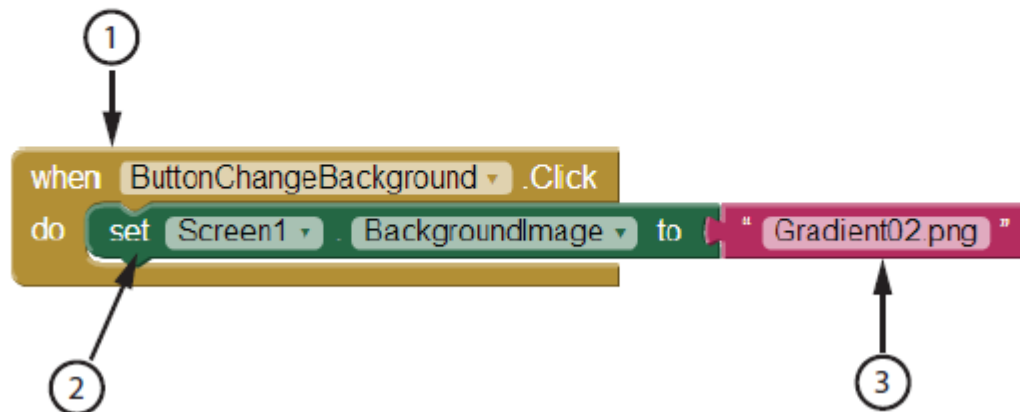 1
when ButtonChangeBackground .Click
do set Screen1 . BackgroundImage to “ Gradient02.png ”
2
3